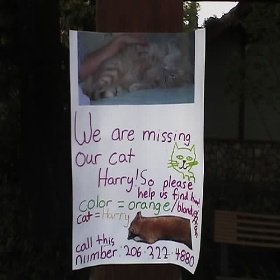 We are missing
our cat
Harry! So please
help us find him!
color = orange/blond
cat = Harry
call this
number: 206-322-4880